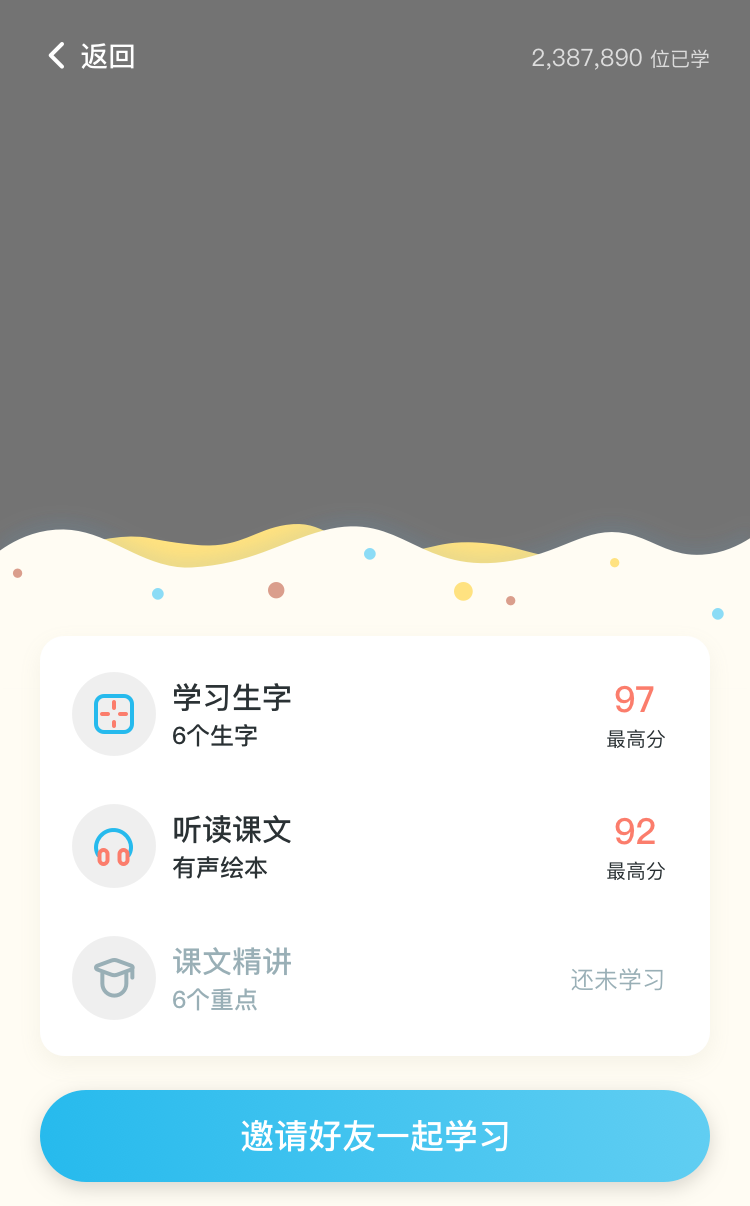 返回
2,387,890 位已学
学习生字
6个生字
97
最高分
听读课文
有声绘本
92
最高分
课文精讲
6个重点
还未学习
邀请好友一起学习